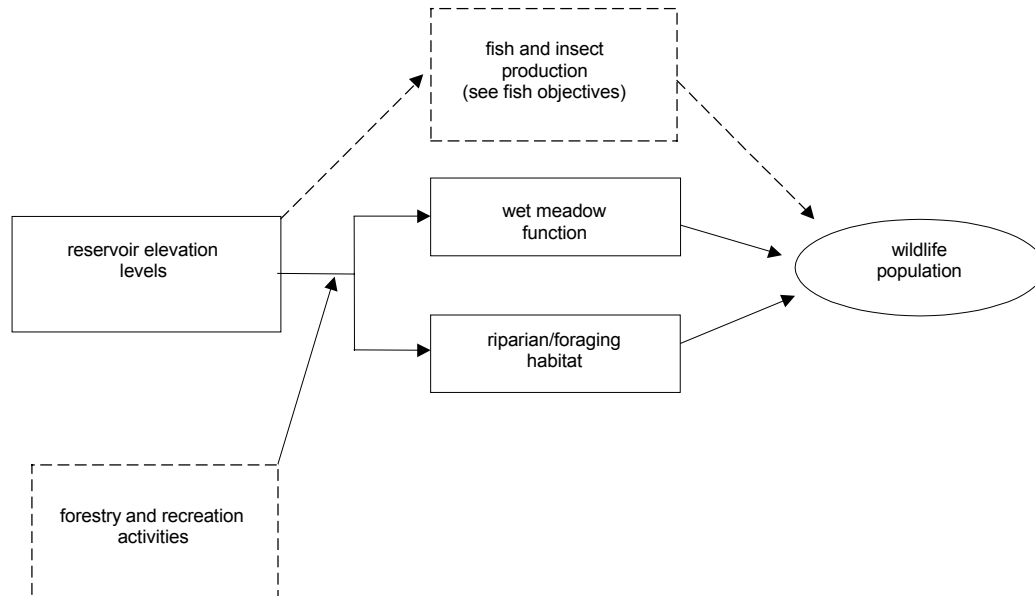 fish and insect
production
(see fish objectives)
wet meadow
function
reservoir elevation
levels
wildlife
population
riparian/foraging
habitat
forestry and recreation
activities